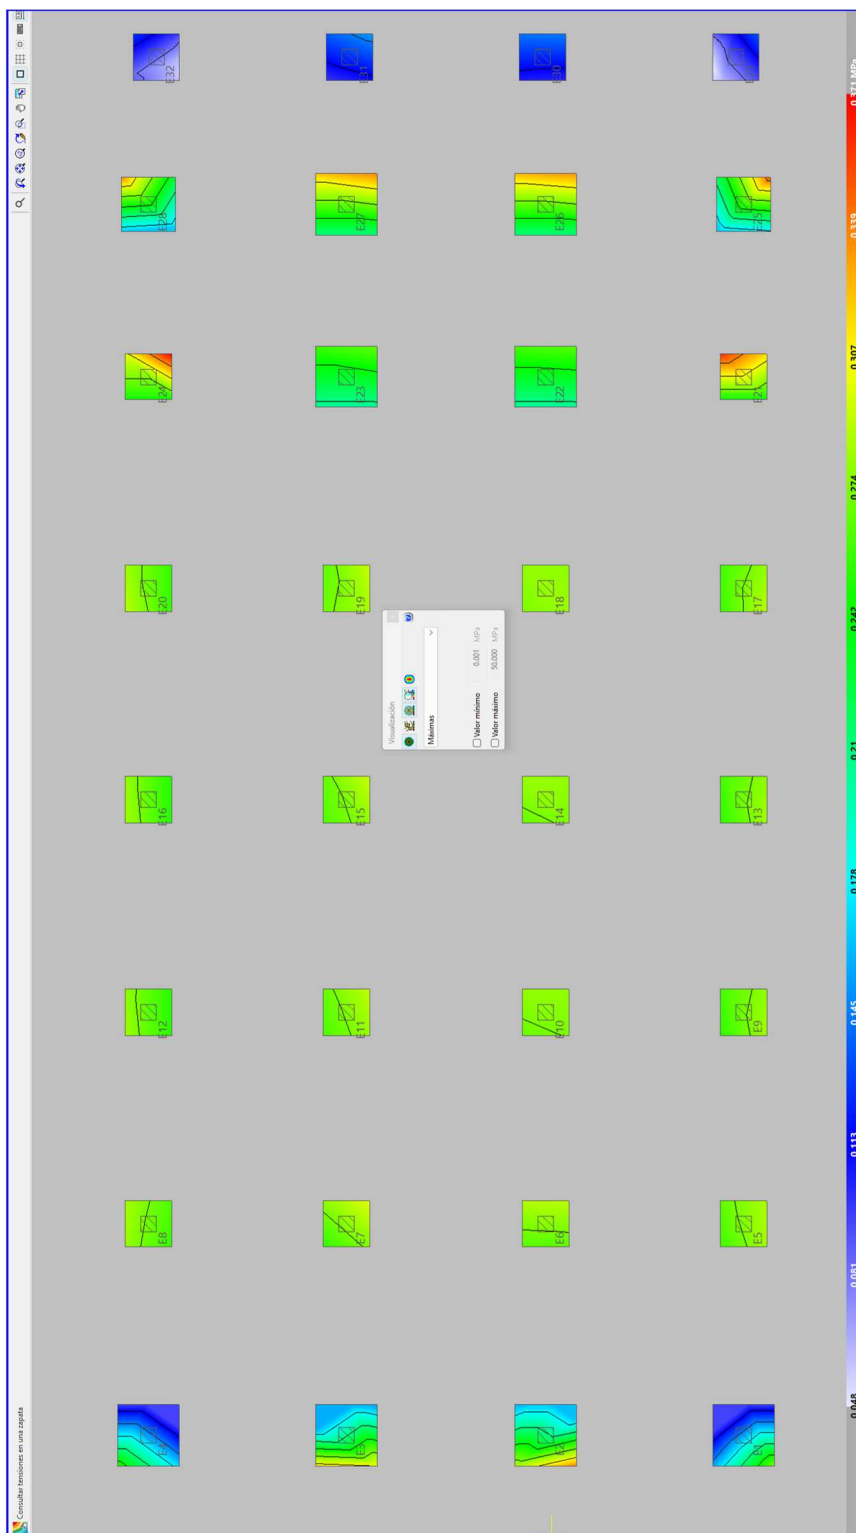 Consultar tensiones en una zapata
E4 E8 E12 E16 E20 E24 E28 E32
E3 E7 E11 E15 E19 E23 E27 E31
Visualización
Máximas
Valor mínimo 0.001 MPa
Valor máximo 50.000 MPa
E2 E6 E10 E14 E18 E22 E26 E30
E1 E5 E9 E13 E17 E21 E25
0.048 0.081 0.113 0.145 0.178 0.21 0.242 0.274 0.307 0.339 0.371 MPa